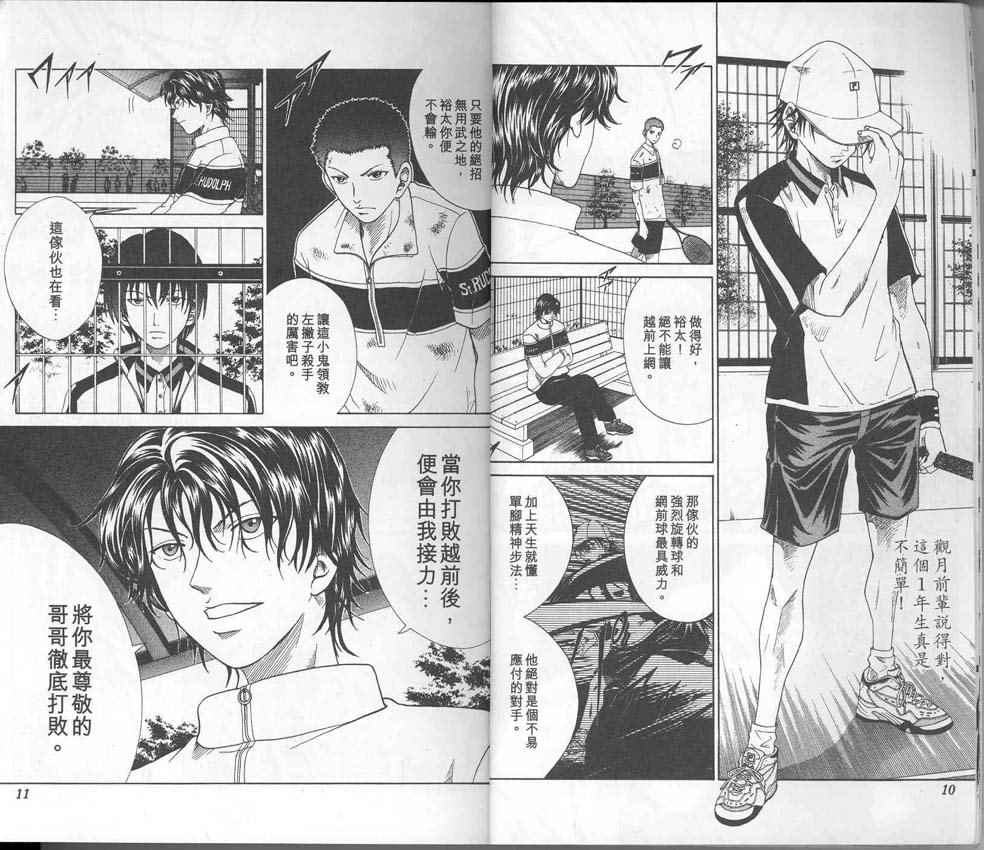 觀月前輩說得對，
這個1年生真是
不簡單！
做得好，
裕太！
絕不能讓
越前上網。
那傢伙的
強烈旋轉球和
網前球最具威力。
加上天生就懂
單腳精神步法…
他絕對是個不易
應付的對手。
10
只要他的絕招
無用武之地，
裕太你便
不會輸。
St.RUDO
讓這小鬼領教
左撇子殺手
的厲害吧。
ST.RUDOLPH
這傢伙也在看…
當你打敗越前後，
便會由我接力…
將你最尊敬的
哥哥徹底打敗。
11